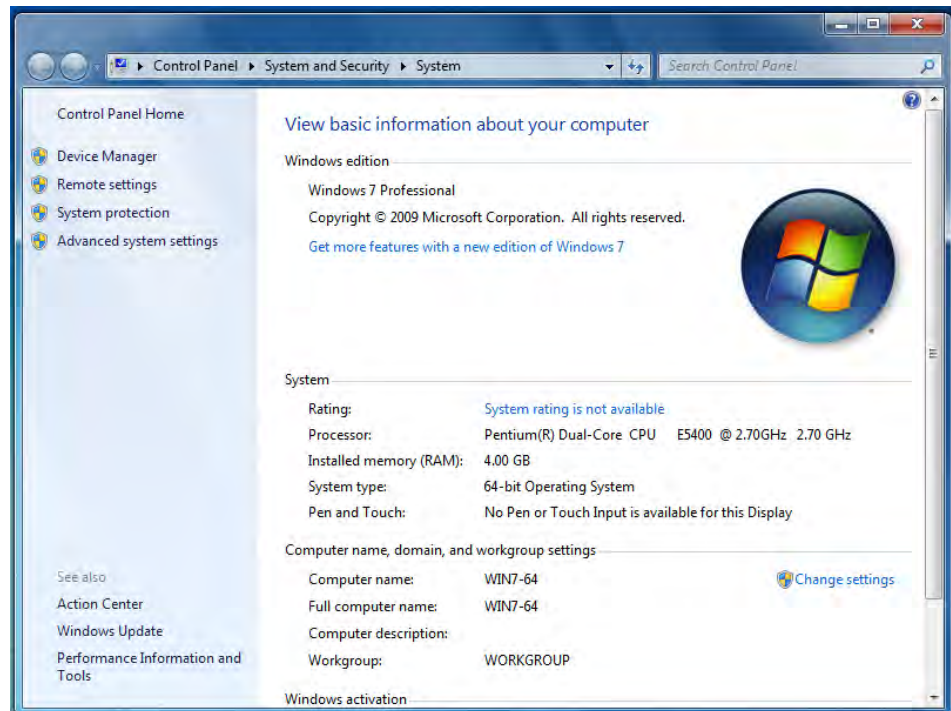 Control Panel ▸ System and Security ▸ System
Search Control Panel
Control Panel Home
Device Manager
Remote settings
System protection
Advanced system settings
See also
Action Center
Windows Update
Performance Information and
Tools
View basic information about your computer
Windows edition
Windows 7 Professional
Copyright © 2009 Microsoft Corporation. All rights reserved.
Get more features with a new edition of Windows 7
System
Rating: System rating is not available
Processor: Pentium(R) Dual-Core CPU E5400 @ 2.70GHz 2.70 GHz
Installed memory (RAM): 4.00 GB
System type: 64-bit Operating System
Pen and Touch: No Pen or Touch Input is available for this Display
Computer name, domain, and workgroup settings
Computer name: WIN7-64 Change settings
Full computer name: WIN7-64
Computer description:
Workgroup: WORKGROUP
Windows activation